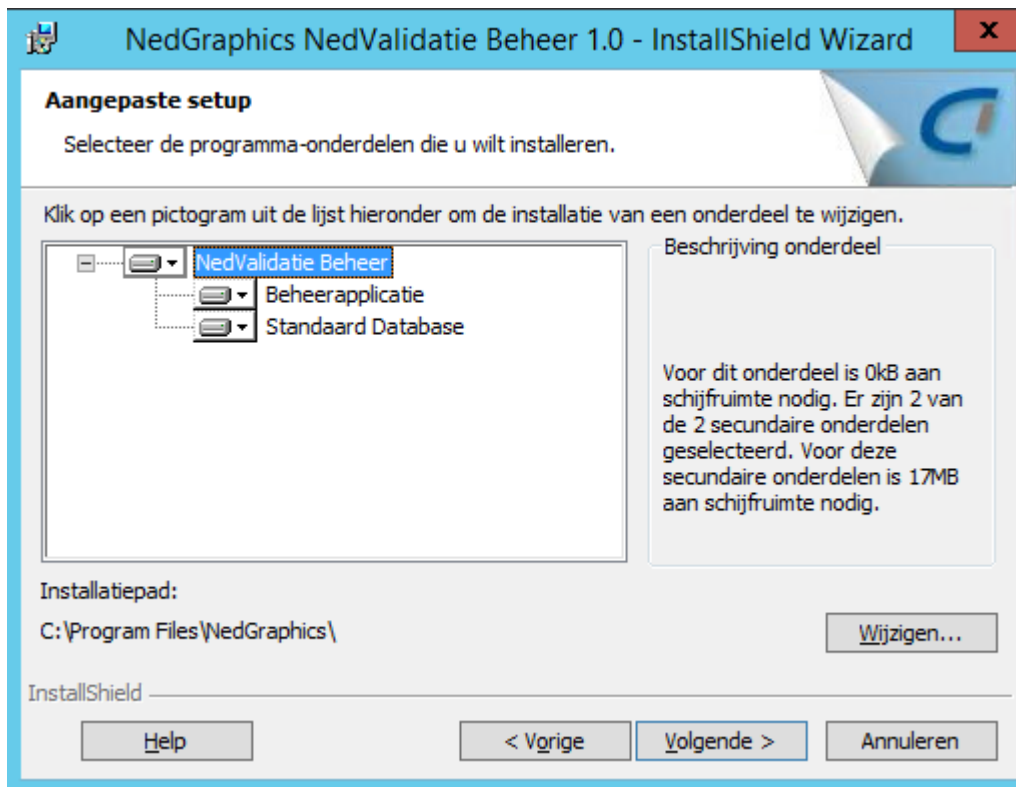 NedGraphics NedValidatie Beheer 1.0 - InstallShield Wizard
x
Aangepaste setup
Selecteer de programma-onderdelen die u wilt installeren.
Klik op een pictogram uit de lijst hieronder om de installatie van een onderdeel te wijzigen.
NedValidatie Beheer
Beheerapplicatie
Standaard Database
Beschrijving onderdeel
Voor dit onderdeel is 0kB aan
schijfruimte nodig. Er zijn 2 van
de 2 secundaire onderdelen
geselecteerd. Voor deze
secundaire onderdelen is 17MB
aan schijfruimte nodig.
Installatiepad:
C:\Program Files\NedGraphics\
Wijzigen...
InstallShield
Help
< Vorige
Volgende >
Annuleren